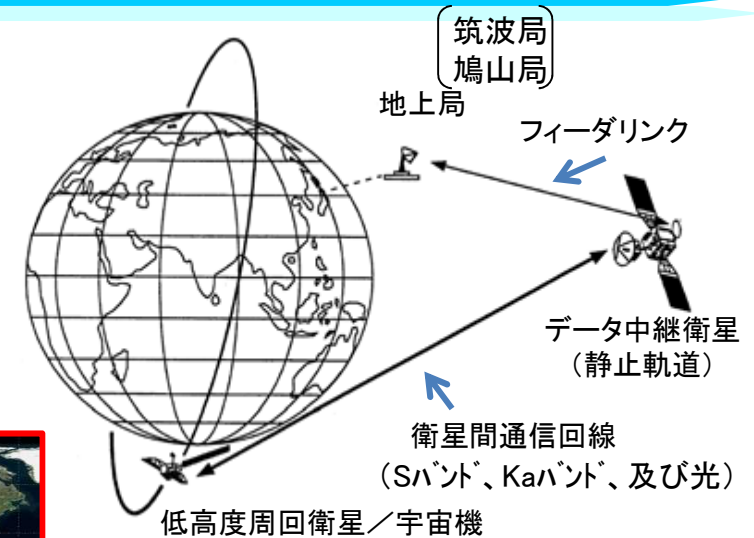 筑波局
鳩山局
地上局
フィーダリンク
データ中継衛星
（静止軌道）
衛星間通信回線
（Sﾊﾞﾝﾄﾞ、Kaﾊﾞﾝﾄﾞ、及び光）
低高度周回衛星／宇宙機